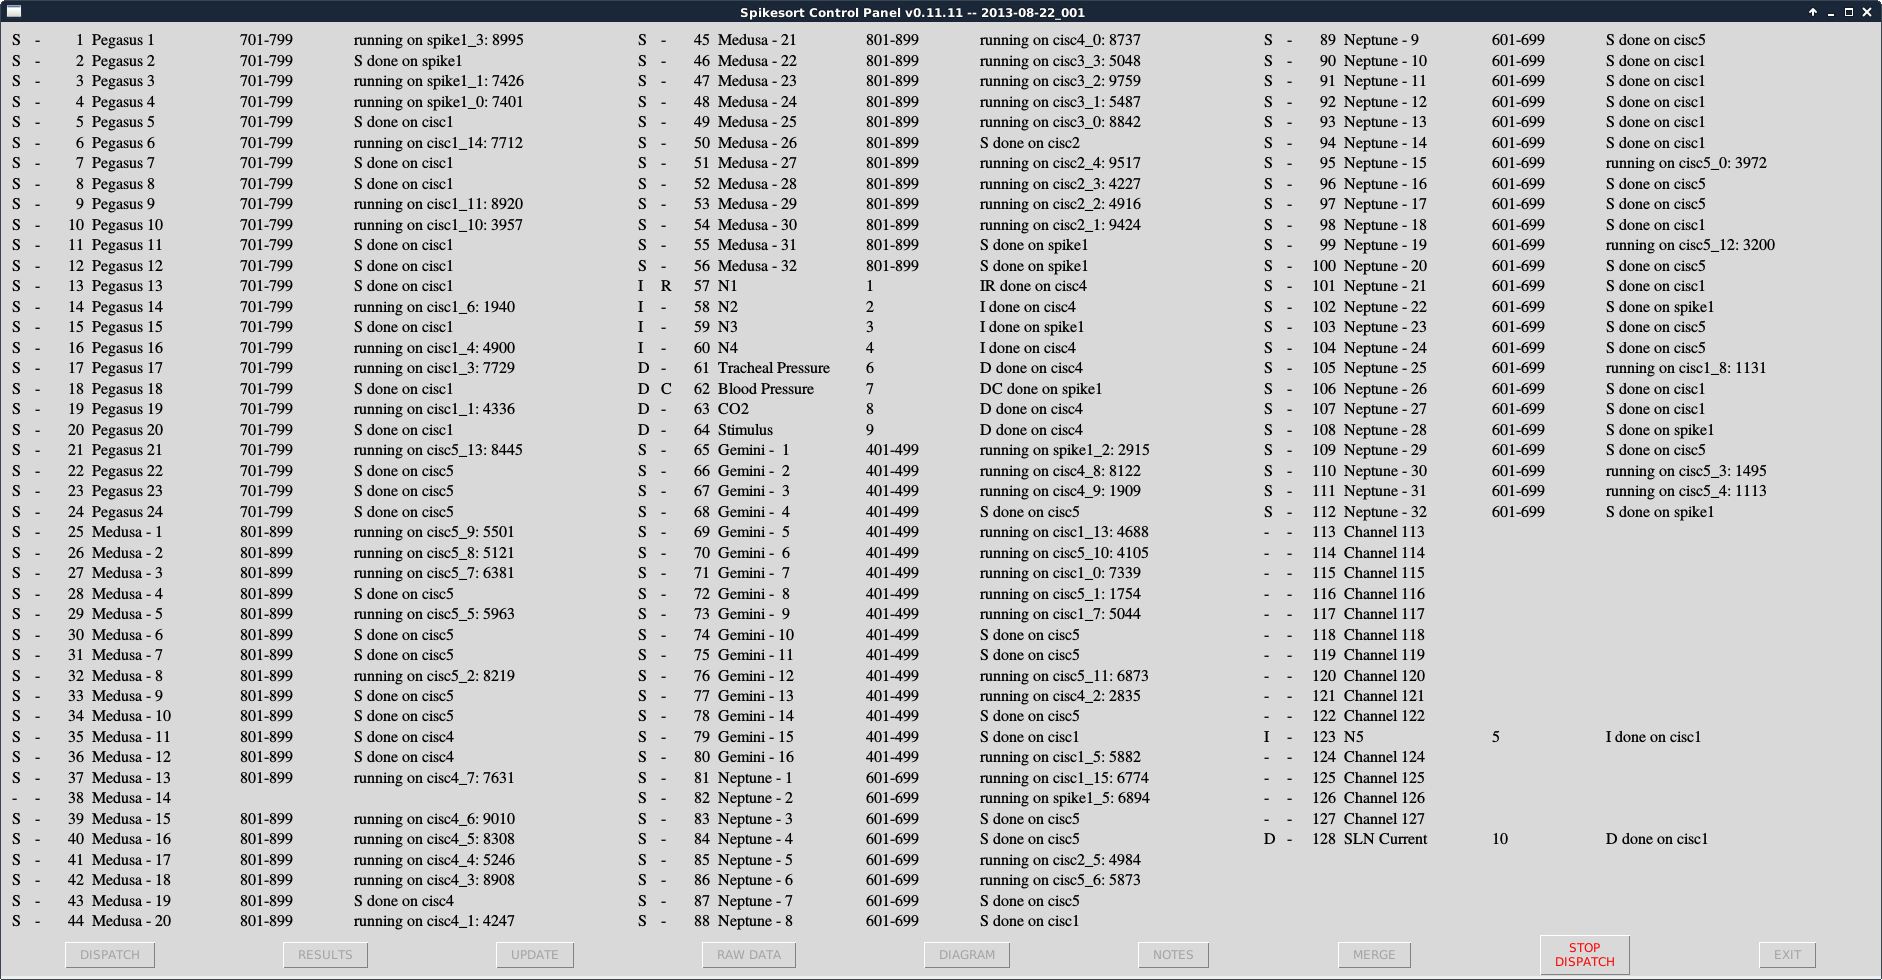 Spikesort Control Panel v0.11.11 -- 2013-08-22_001
S - 1 Pegasus 1 701-799 running on spike1_3: 8995
S - 2 Pegasus 2 701-799 S done on spike1
S - 3 Pegasus 3 701-799 running on spike1_1: 7426
S - 4 Pegasus 4 701-799 running on spike1_0: 7401
S - 5 Pegasus 5 701-799 S done on cisc1
S - 6 Pegasus 6 701-799 running on cisc1_14: 7712
S - 7 Pegasus 7 701-799 S done on cisc1
S - 8 Pegasus 8 701-799 S done on cisc1
S - 9 Pegasus 9 701-799 running on cisc1_11: 8920
S - 10 Pegasus 10 701-799 running on cisc1_10: 3957
S - 11 Pegasus 11 701-799 S done on cisc1
S - 12 Pegasus 12 701-799 S done on cisc1
S - 13 Pegasus 13 701-799 S done on cisc1
S - 14 Pegasus 14 701-799 running on cisc1_6: 1940
S - 15 Pegasus 15 701-799 S done on cisc1
S - 16 Pegasus 16 701-799 running on cisc1_4: 4900
S - 17 Pegasus 17 701-799 running on cisc1_3: 7729
S - 18 Pegasus 18 701-799 S done on cisc1
S - 19 Pegasus 19 701-799 running on cisc1_1: 4336
S - 20 Pegasus 20 701-799 S done on cisc1
S - 21 Pegasus 21 701-799 running on cisc5_13: 8445
S - 22 Pegasus 22 701-799 S done on cisc5
S - 23 Pegasus 23 701-799 S done on cisc5
S - 24 Pegasus 24 701-799 S done on cisc5
S - 25 Medusa - 1 801-899 running on cisc5_9: 5501
S - 26 Medusa - 2 801-899 running on cisc5_8: 5121
S - 27 Medusa - 3 801-899 running on cisc5_7: 6381
S - 28 Medusa - 4 801-899 S done on cisc5
S - 29 Medusa - 5 801-899 running on cisc5_5: 5963
S - 30 Medusa - 6 801-899 S done on cisc5
S - 31 Medusa - 7 801-899 S done on cisc5
S - 32 Medusa - 8 801-899 running on cisc5_2: 8219
S - 33 Medusa - 9 801-899 S done on cisc5
S - 34 Medusa - 10 801-899 S done on cisc5
S - 35 Medusa - 11 801-899 S done on cisc4
S - 36 Medusa - 12 801-899 S done on cisc4
S - 37 Medusa - 13 801-899 running on cisc4_7: 7631
- - 38 Medusa - 14
S - 39 Medusa - 15 801-899 running on cisc4_6: 9010
S - 40 Medusa - 16 801-899 running on cisc4_5: 8308
S - 41 Medusa - 17 801-899 running on cisc4_4: 5246
S - 42 Medusa - 18 801-899 running on cisc4_3: 8908
S - 43 Medusa - 19 801-899 S done on cisc4
S - 44 Medusa - 20 801-899 running on cisc4_1: 4247
S - 45 Medusa - 21 801-899 running on cisc4_0: 8737
S - 46 Medusa - 22 801-899 running on cisc3_3: 5048
S - 47 Medusa - 23 801-899 running on cisc3_2: 9759
S - 48 Medusa - 24 801-899 running on cisc3_1: 5487
S - 49 Medusa - 25 801-899 running on cisc3_0: 8842
S - 50 Medusa - 26 801-899 S done on cisc2
S - 51 Medusa - 27 801-899 running on cisc2_4: 9517
S - 52 Medusa - 28 801-899 running on cisc2_3: 4227
S - 53 Medusa - 29 801-899 running on cisc2_2: 4916
S - 54 Medusa - 30 801-899 running on cisc2_1: 9424
S - 55 Medusa - 31 801-899 S done on spike1
S - 56 Medusa - 32 801-899 S done on spike1
I R 57 N1 1 IR done on cisc4
I - 58 N2 2 I done on cisc4
I - 59 N3 3 I done on spike1
I - 60 N4 4 I done on cisc4
D - 61 Tracheal Pressure 6 D done on cisc4
D C 62 Blood Pressure 7 DC done on spike1
D - 63 CO2 8 D done on cisc4
D - 64 Stimulus 9 D done on cisc4
S - 65 Gemini - 1 401-499 running on spike1_2: 2915
S - 66 Gemini - 2 401-499 running on cisc4_8: 8122
S - 67 Gemini - 3 401-499 running on cisc4_9: 1909
S - 68 Gemini - 4 401-499 S done on cisc5
S - 69 Gemini - 5 401-499 running on cisc1_13: 4688
S - 70 Gemini - 6 401-499 running on cisc5_10: 4105
S - 71 Gemini - 7 401-499 running on cisc1_0: 7339
S - 72 Gemini - 8 401-499 running on cisc5_1: 1754
S - 73 Gemini - 9 401-499 running on cisc1_7: 5044
S - 74 Gemini - 10 401-499 S done on cisc5
S - 75 Gemini - 11 401-499 S done on cisc5
S - 76 Gemini - 12 401-499 running on cisc5_11: 6873
S - 77 Gemini - 13 401-499 running on cisc4_2: 2835
S - 78 Gemini - 14 401-499 S done on cisc5
S - 79 Gemini - 15 401-499 S done on cisc1
S - 80 Gemini - 16 401-499 running on cisc1_5: 5882
S - 81 Neptune - 1 601-699 running on cisc1_15: 6774
S - 82 Neptune - 2 601-699 running on spike1_5: 6894
S - 83 Neptune - 3 601-699 S done on cisc5
S - 84 Neptune - 4 601-699 S done on cisc5
S - 85 Neptune - 5 601-699 running on cisc2_5: 4984
S - 86 Neptune - 6 601-699 running on cisc5_6: 5873
S - 87 Neptune - 7 601-699 S done on cisc5
S - 88 Neptune - 8 601-699 S done on cisc1
S - 89 Neptune - 9 601-699 S done on cisc5
S - 90 Neptune - 10 601-699 S done on cisc1
S - 91 Neptune - 11 601-699 S done on cisc1
S - 92 Neptune - 12 601-699 S done on cisc1
S - 93 Neptune - 13 601-699 S done on cisc1
S - 94 Neptune - 14 601-699 S done on cisc1
S - 95 Neptune - 15 601-699 running on cisc5_0: 3972
S - 96 Neptune - 16 601-699 S done on cisc5
S - 97 Neptune - 17 601-699 S done on cisc5
S - 98 Neptune - 18 601-699 S done on cisc1
S - 99 Neptune - 19 601-699 running on cisc5_12: 3200
S - 100 Neptune - 20 601-699 S done on cisc5
S - 101 Neptune - 21 601-699 S done on cisc1
S - 102 Neptune - 22 601-699 S done on spike1
S - 103 Neptune - 23 601-699 S done on cisc5
S - 104 Neptune - 24 601-699 S done on cisc5
S - 105 Neptune - 25 601-699 running on cisc1_8: 1131
S - 106 Neptune - 26 601-699 S done on cisc1
S - 107 Neptune - 27 601-699 S done on cisc1
S - 108 Neptune - 28 601-699 S done on spike1
S - 109 Neptune - 29 601-699 S done on cisc5
S - 110 Neptune - 30 601-699 running on cisc5_3: 1495
S - 111 Neptune - 31 601-699 running on cisc5_4: 1113
S - 112 Neptune - 32 601-699 S done on spike1
- - 113 Channel 113
- - 114 Channel 114
- - 115 Channel 115
- - 116 Channel 116
- - 117 Channel 117
- - 118 Channel 118
- - 119 Channel 119
- - 120 Channel 120
- - 121 Channel 121
- - 122 Channel 122
I - 123 N5 5 I done on cisc1
- - 124 Channel 124
- - 125 Channel 125
- - 126 Channel 126
- - 127 Channel 127
D - 128 SLN Current 10 D done on cisc1
DISPATCH
RESULTS
UPDATE
RAW DATA
DIAGRAM
NOTES
MERGE
STOP
DISPATCH
EXIT